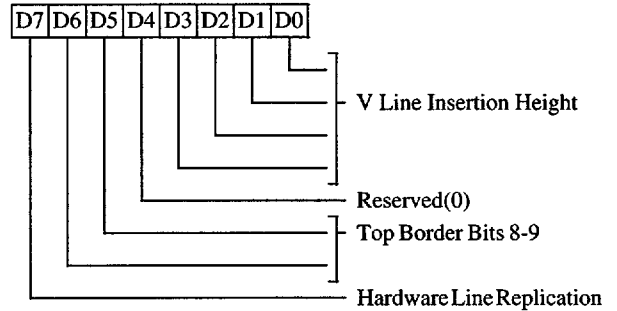 D7 D6 D5 D4 D3 D2 D1 D0
V Line Insertion Height
Reserved(0)
Top Border Bits 8-9
Hardware Line Replication